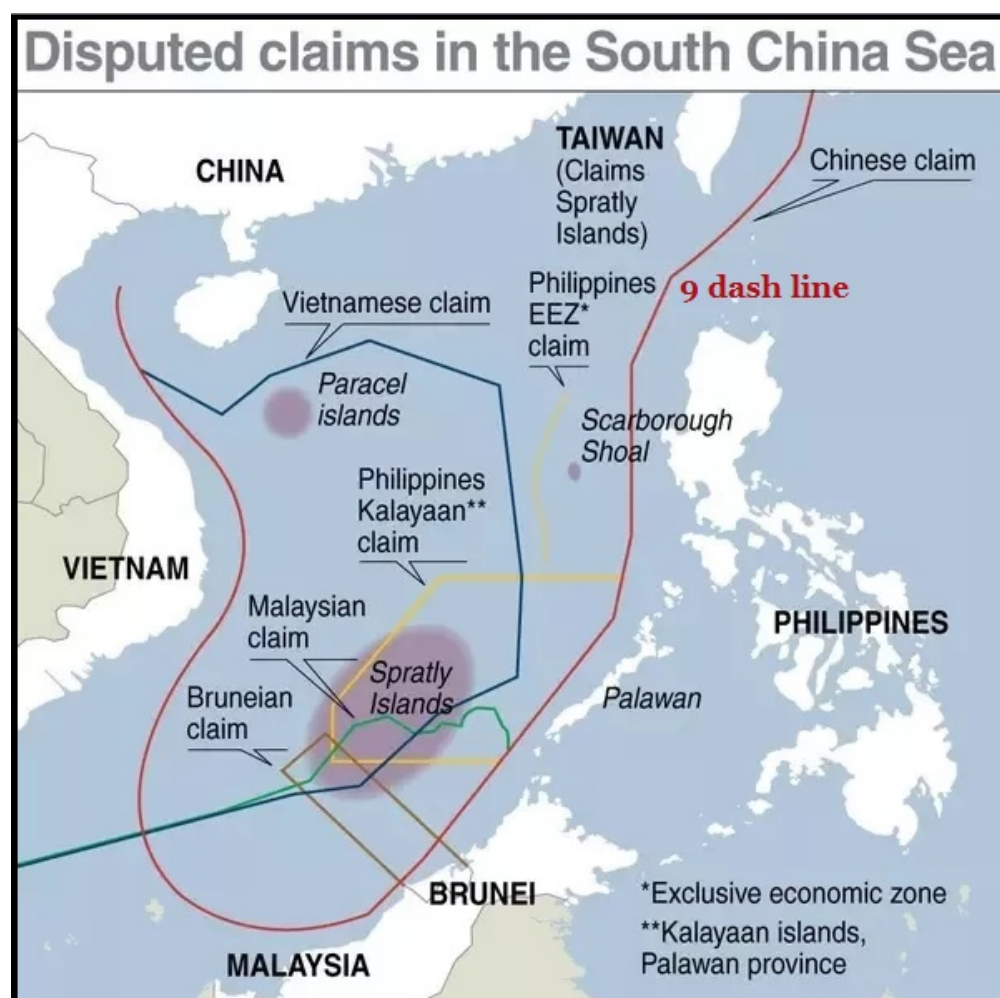 Disputed claims in the South China Sea
CHINA
TAIWAN
(Claims
Spratly
Islands)
Chinese claim
9 dash line
Philippines
EEZ*
claim
Vietnamese claim
Paracel
islands
Scarborough
Shoal
Philippines
Kalayaan**
claim
VIETNAM
Malaysian
claim
PHILIPPINES
Spratly
Islands
Palawan
Bruneian
claim
BRUNEI
*Exclusive economic zone
**Kalayaan islands,
Palawan province
MALAYSIA